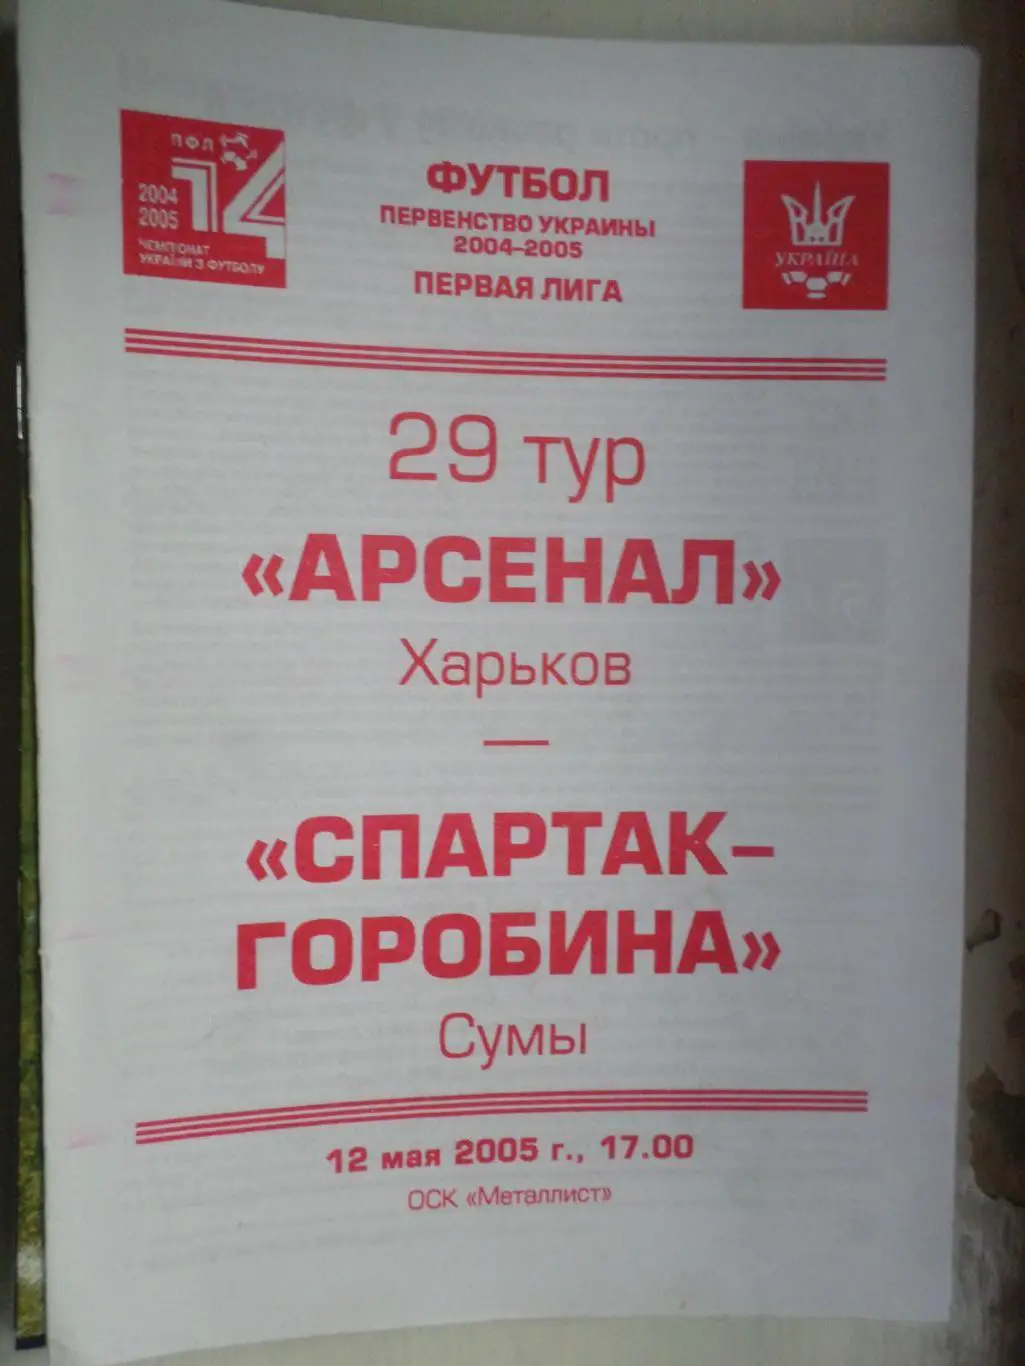 ПФЛ
2004
2005
14
ЧЕМПІОНАТ
УКРАЇНИ З ФУТБОЛУ
ФУТБОЛ
ПЕРВЕНСТВО УКРАИНЫ
2004–2005
ПЕРВАЯ ЛИГА
УКРАЇНА
29 тур
«АРСЕНАЛ»
Харьков
—
«СПАРТАК–
ГОРОБИНА»
Сумы
12 мая 2005 г., 17.00
ОСК «Металлист»